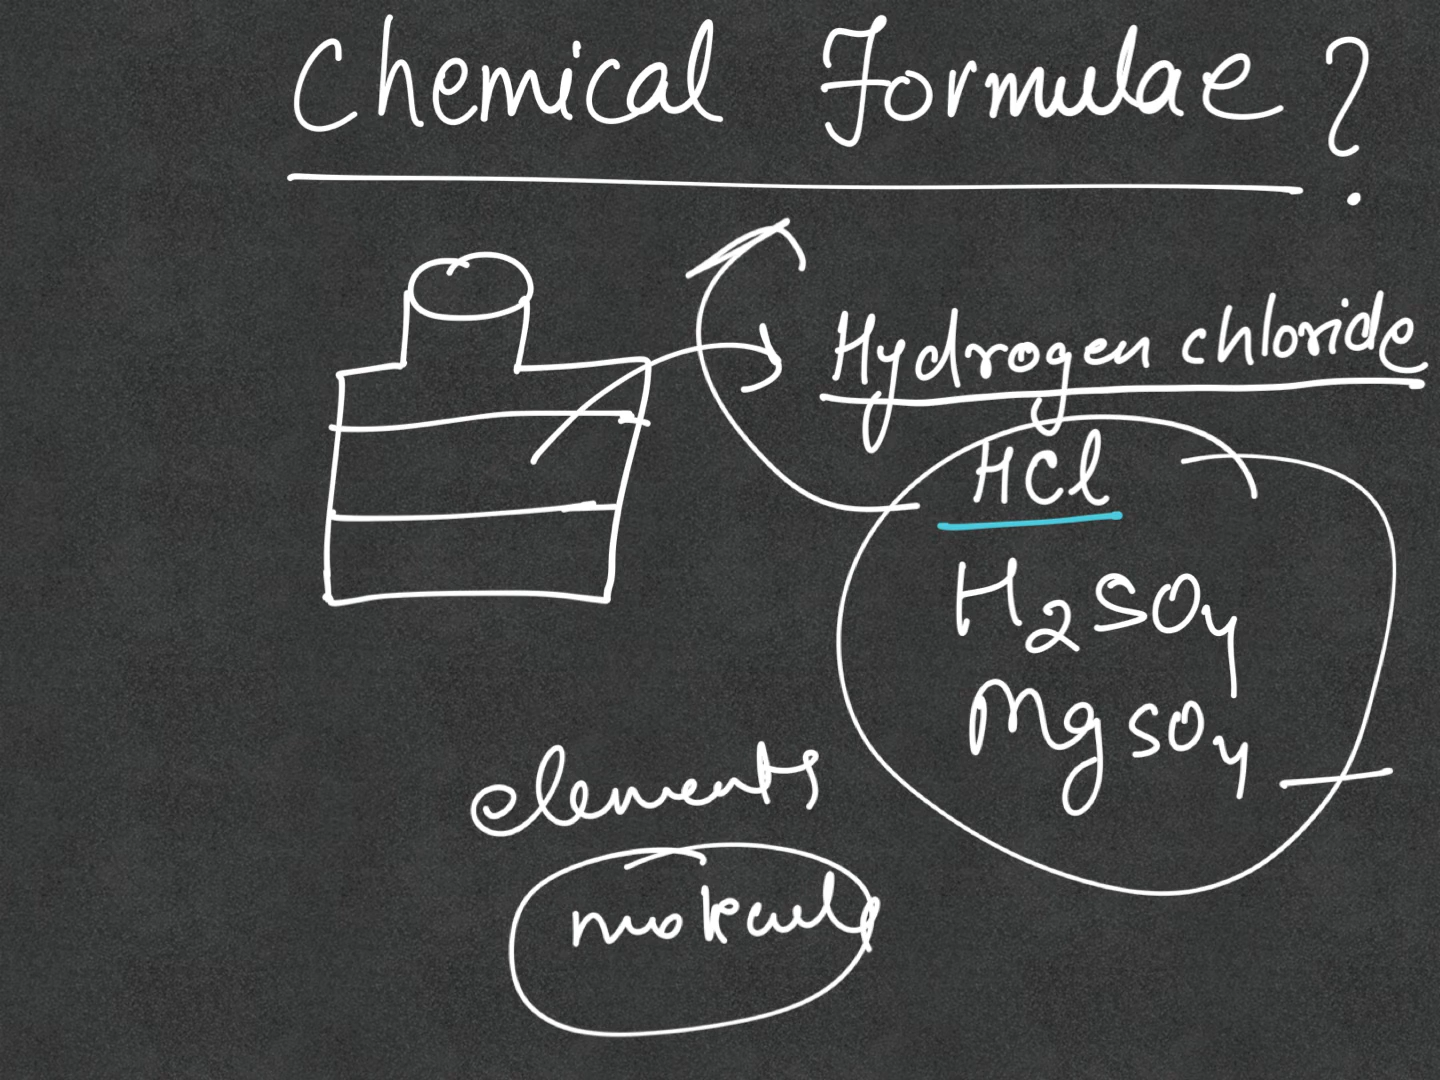 Chemical Formulae ?
Hydrogen chloride
HCl
H₂SO₄
MgSO₄
elements
molecule